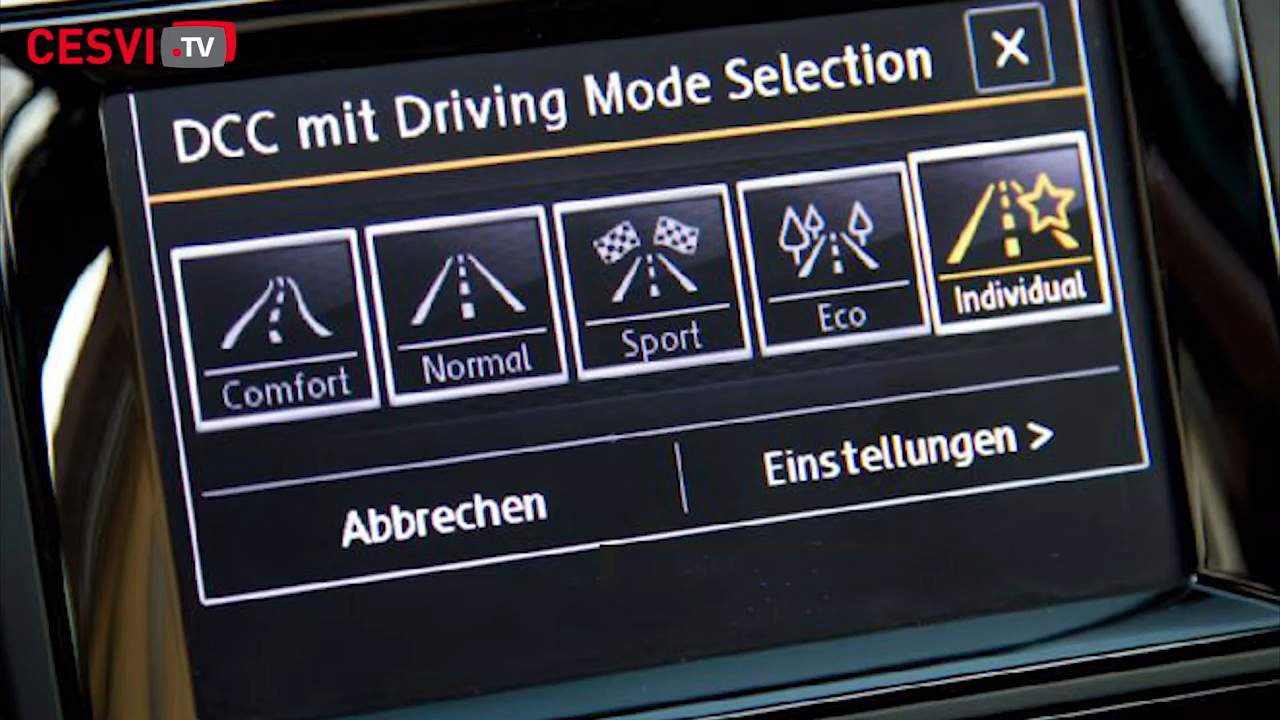 CESVI.TV
DCC mit Driving Mode Selection
Comfort
Normal
Sport
Eco
Individual
Abbrechen
Einstellungen >